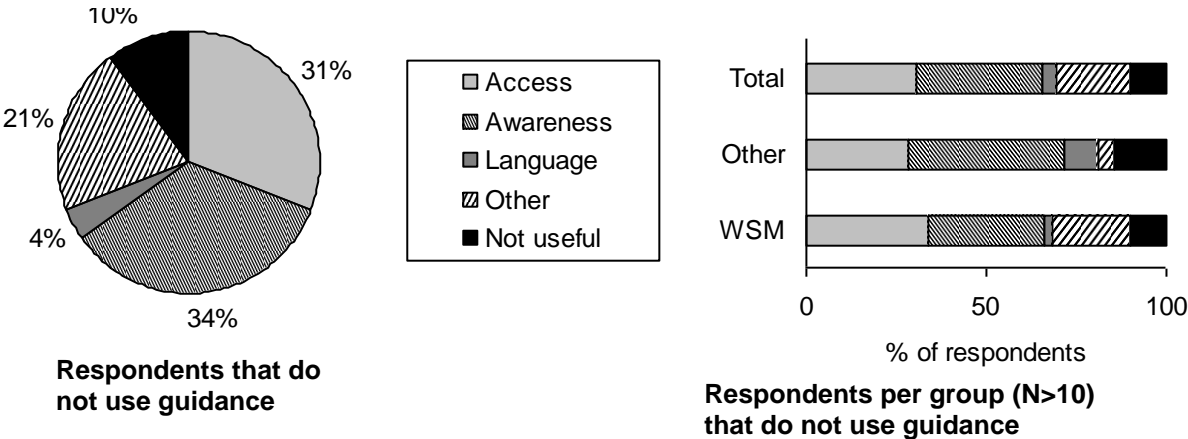 10%
31%
21%
4%
34%
Respondents that do
not use guidance
Access
Awareness
Language
Other
Not useful
Total
Other
WSM
0 50 100
% of respondents
Respondents per group (N>10)
that do not use guidance